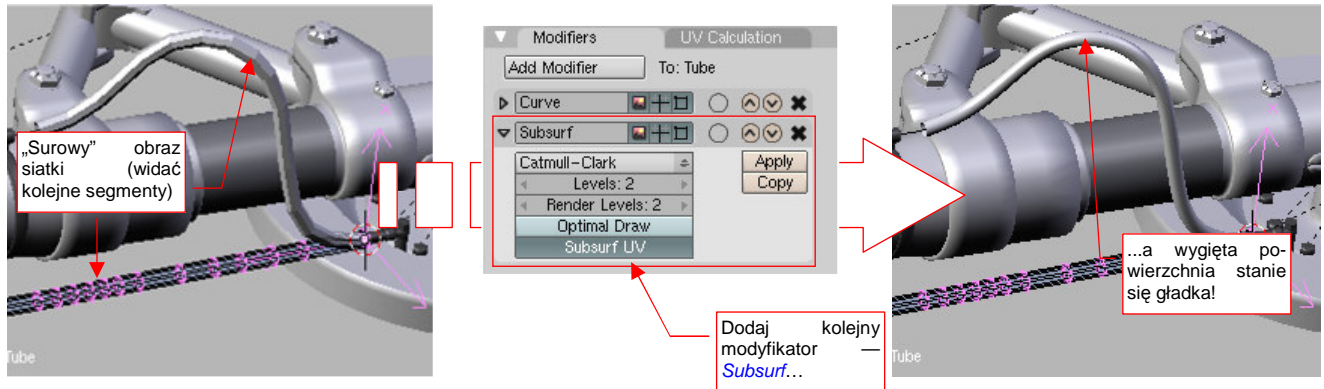 „Surowy” obraz
siatki (widać
kolejne segmenty)
Tube
Modifiers
UV Calculation
Add Modifier
To: Tube
Curve
Subsurf
Catmull-Clark
Apply
Levels: 2
Copy
Render Levels: 2
Optimal Draw
Subsurf UV
Dodaj kolejny
modyfikator —
Subsurf…
...a wygięta po-
wierzchnia stanie
się gładka!
Tube